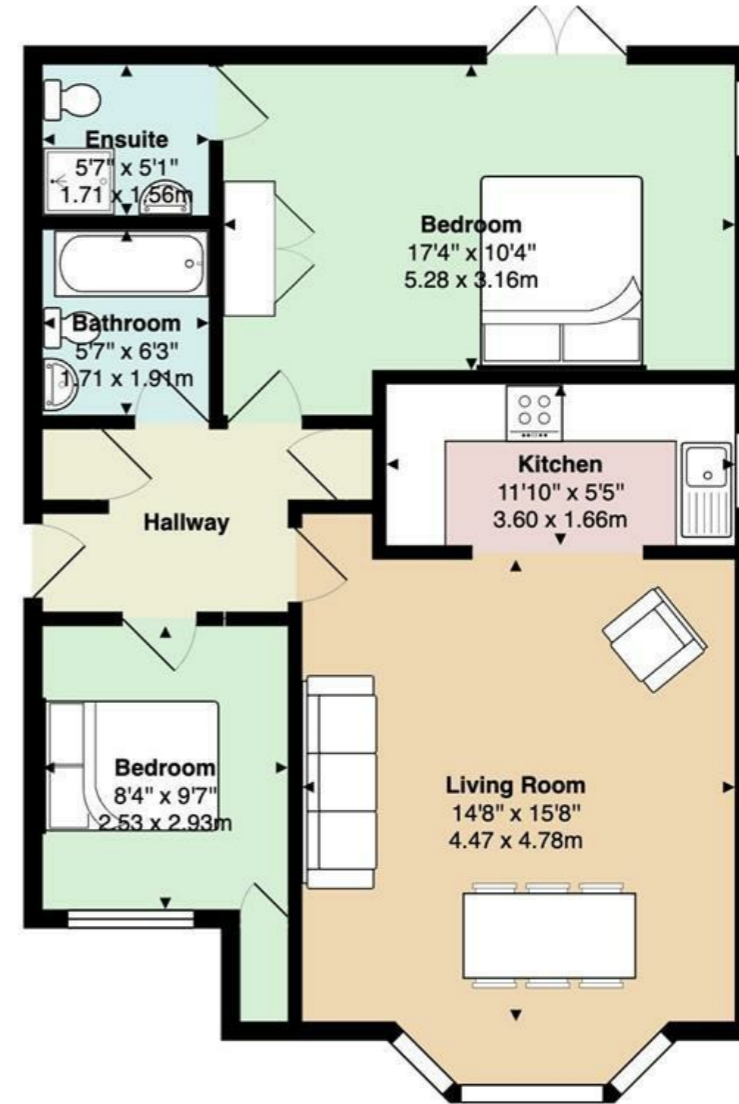 Ensuite
5'7" x 5'1"
1.71 x 1.56m
Bedroom
17'4" x 10'4"
5.28 x 3.16m
Bathroom
5'7" x 6'3"
1.71 x 1.91m
Kitchen
11'10" x 5'5"
3.60 x 1.66m
Hallway
Bedroom
8'4" x 9'7"
2.53 x 2.93m
Living Room
14'8" x 15'8"
4.47 x 4.78m